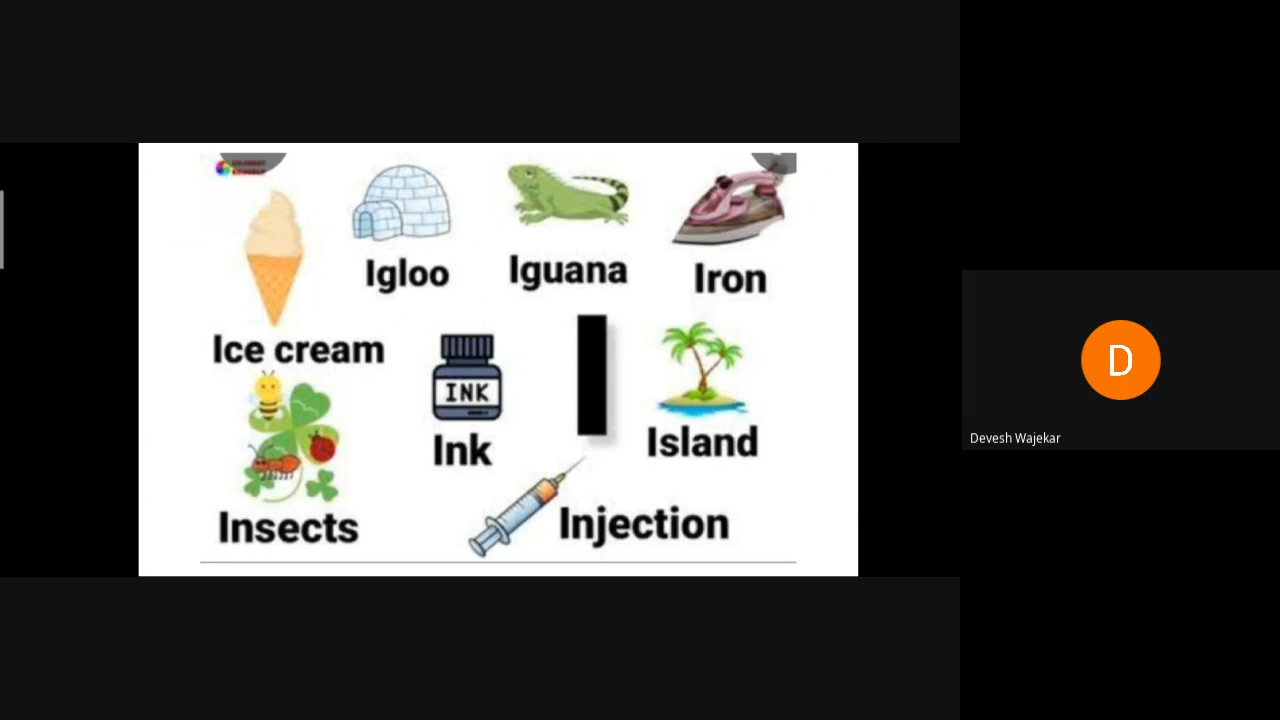 Igloo
Iguana
Iron
Ice cream
INK
Ink
I
Island
Insects
Injection
D
Devesh Wajekar